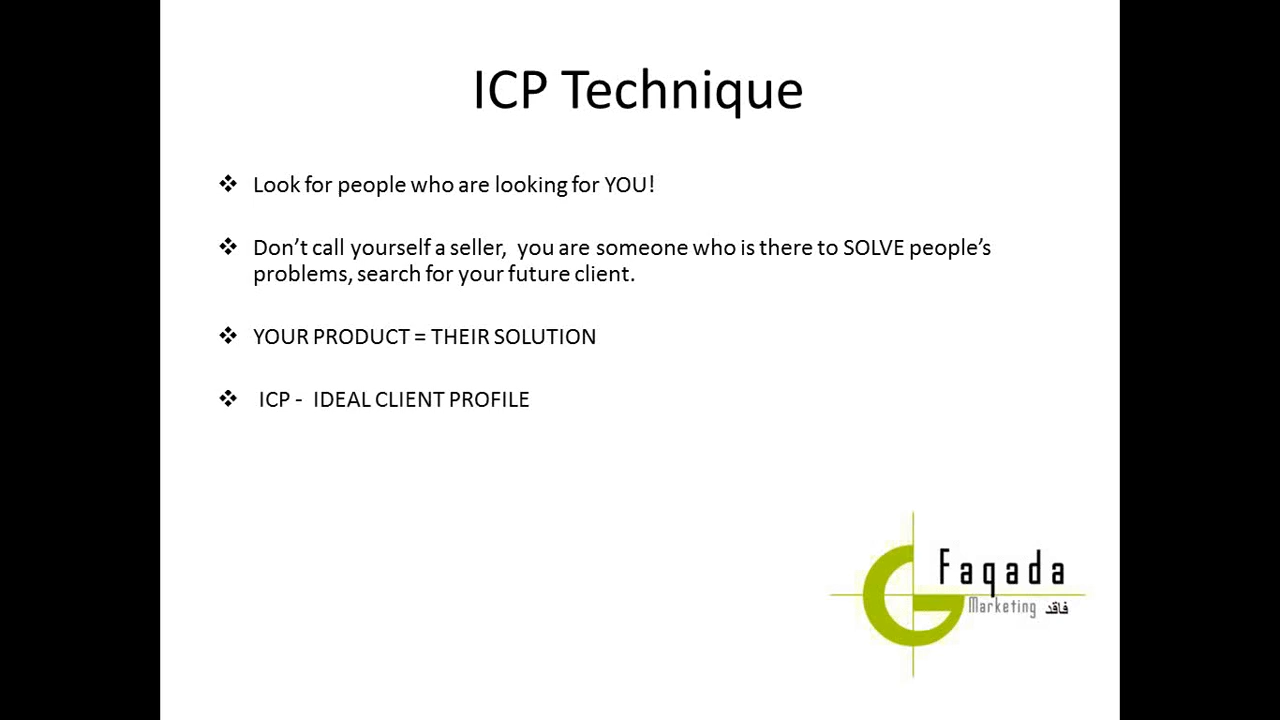 ICP Technique
❖ Look for people who are looking for YOU!
❖ Don’t call yourself a seller,  you are someone who is there to SOLVE people’s
problems, search for your future client.
❖ YOUR PRODUCT = THEIR SOLUTION
❖ ICP -  IDEAL CLIENT PROFILE
Faqada
Marketing فاقد